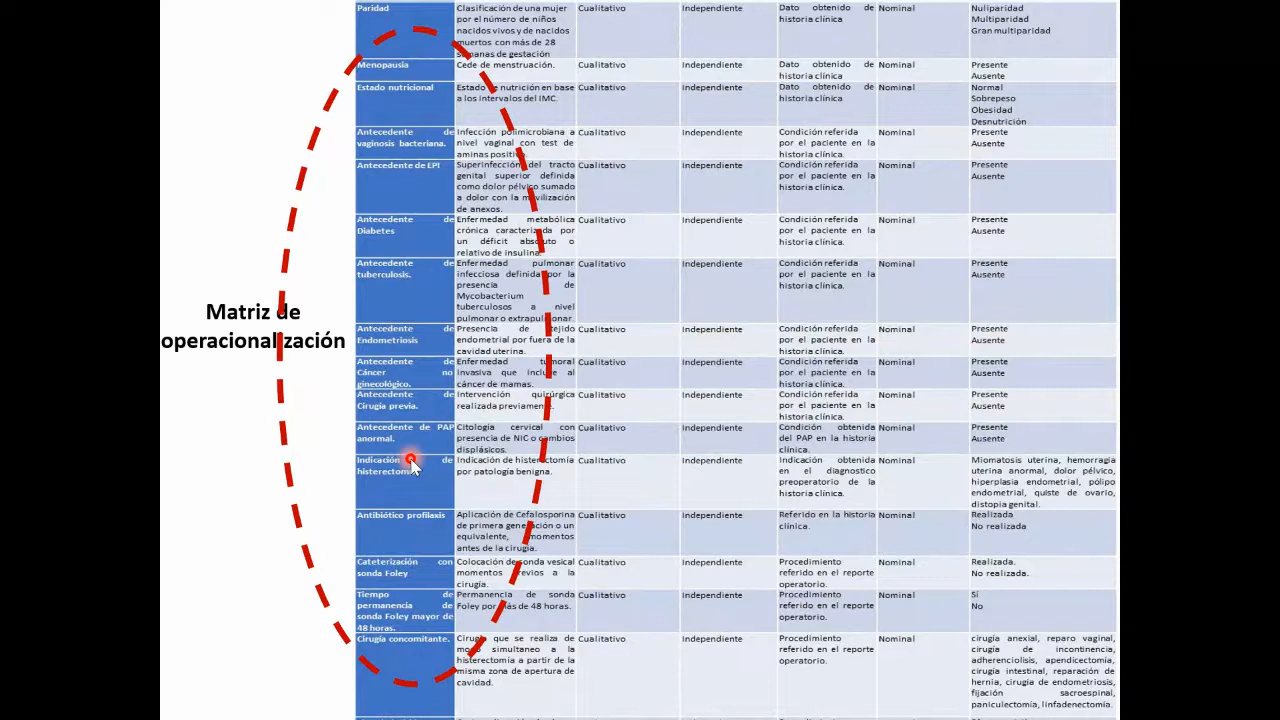 Matriz de
operacionalización
Paridad
Clasificación de una mujer
por el número de niños
nacidos vivos y de nacidos
muertos con más de 28
semanas de gestación
Cualitativo
Independiente
Dato obtenido de
historia clínica
Nominal
Nuliparidad
Multiparidad
Gran multiparidad
Menopausia
Cede de menstruación.
Cualitativo
Independiente
Dato obtenido de
historia clínica
Nominal
Presente
Ausente
Estado nutricional
Estado de nutrición en base
a los intervalos del IMC.
Cualitativo
Independiente
Dato obtenido de
historia clínica.
Nominal
Normal
Sobrepeso
Obesidad
Desnutrición
Antecedente de
vaginosis bacteriana.
Infección polimicrobiana a
nivel vaginal con test de
aminas positivo.
Cualitativo
Independiente
Condición referida
por el paciente en la
historia clínica.
Nominal
Presente
Ausente
Antecedente de EPI
Superinfección del tracto
genital superior definida
como dolor pélvico sumado
a dolor con la movilización
de anexos.
Cualitativo
Independiente
Condición referida
por el paciente en la
historia clínica.
Nominal
Presente
Ausente
Antecedente de
Diabetes
Enfermedad metabólica
crónica caracterizada por
un déficit absoluto o
relativo de insulina.
Cualitativo
Independiente
Condición referida
por el paciente en la
historia clínica.
Nominal
Presente
Ausente
Antecedente de
tuberculosis.
Enfermedad pulmonar
infecciosa definida por la
presencia de
Mycobacterium
tuberculosos a nivel
pulmonar o extrapulmonar.
Cualitativo
Independiente
Condición referida
por el paciente en la
historia clínica.
Nominal
Presente
Ausente
Antecedente de
Endometriosis
Presencia de tejido
endometrial por fuera de la
cavidad uterina.
Cualitativo
Independiente
Condición referida
por el paciente en la
historia clínica.
Nominal
Presente
Ausente
Antecedente de
Cáncer no
ginecológico.
Enfermedad tumoral
invasiva que incluye al
cáncer de mamas.
Cualitativo
Independiente
Condición referida
por el paciente en la
historia clínica.
Nominal
Presente
Ausente
Antecedente de
Cirugía previa.
Intervención quirúrgica
realizada previamente.
Cualitativo
Independiente
Condición referida
por el paciente en la
historia clínica.
Nominal
Presente
Ausente
Antecedente de PAP
anormal.
Citología cervical con
presencia de NIC o cambios
displásicos.
Cualitativo
Independiente
Condición obtenida
del PAP en la historia
clínica.
Nominal
Presente
Ausente
Indicación de
histerectomía
Indicación de histerectomía
por patología benigna.
Cualitativo
Independiente
Indicación obtenida
en el diagnostico
preoperatorio de la
historia clínica.
Nominal
Miomatosis uterina, hemorragia
uterina anormal, dolor pélvico,
hiperplasia endometrial, pólipo
endometrial, quiste de ovario,
distopia genital.
Antibiótico profilaxis
Aplicación de Cefalosporina
de primera generación o un
equivalente, momentos
antes de la cirugía.
Cualitativo
Independiente
Referido en la historia
clínica.
Nominal
Realizada
No realizada
Cateterización con
sonda Foley
Colocación de sonda vesical
momentos previos a la
cirugía.
Cualitativo
Independiente
Procedimiento
referido en el reporte
operatorio.
Nominal
Realizada.
No realizada.
Tiempo de
permanencia de
sonda Foley mayor de
48 horas.
Permanencia de sonda
Foley por más de 48 horas.
Cualitativo
Independiente
Procedimiento
referido en el reporte
operatorio.
Nominal
Si
No
Cirugía concomitante.
Cirugía que se realiza de
modo simultaneo a la
histerectomía a partir de la
misma zona de apertura de
cavidad.
Cualitativo
Independiente
Procedimiento
referido en el reporte
operatorio.
Nominal
cirugía anexial, reparo vaginal,
cirugía de incontinencia,
adherenciolisis, apendicectomía,
cirugía intestinal, reparación de
hernia, cirugía de endometriosis,
fijación sacroespinal,
paniculectomía, linfadenectomía.